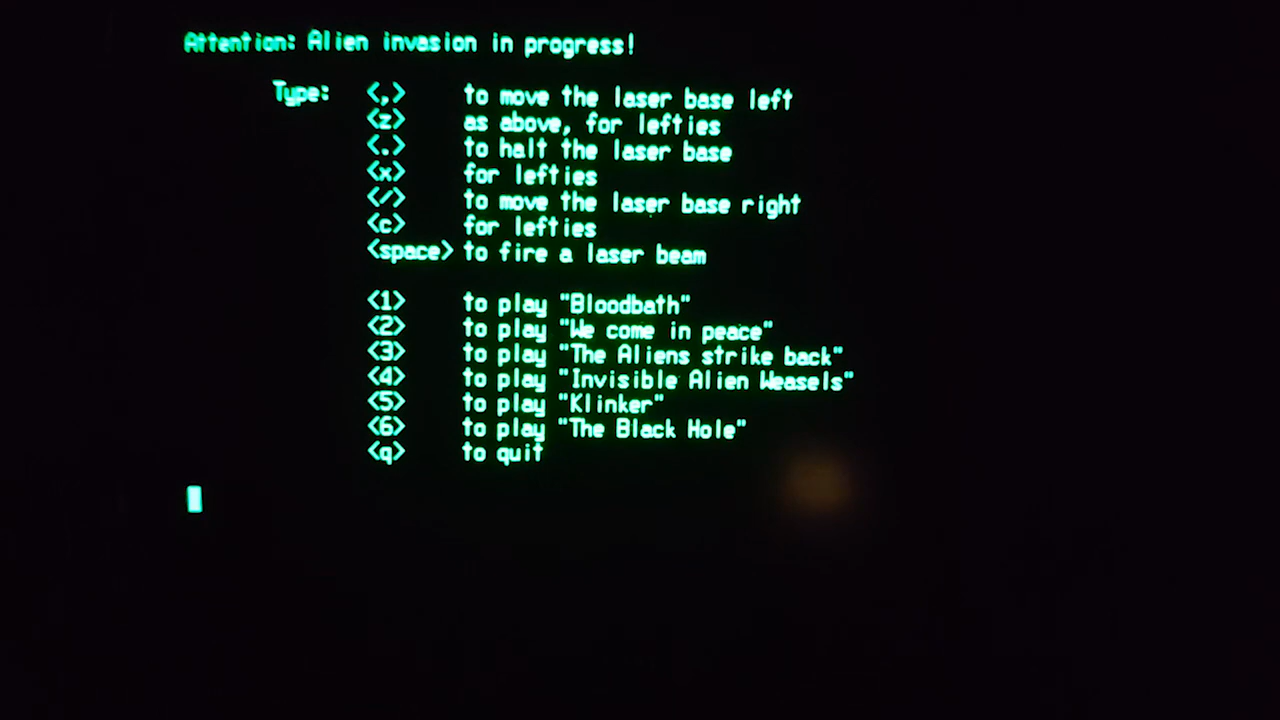 Attention: Alien invasion in progress!
Type: <,> to move the laser base left
<z> as above, for lefties
<.> to halt the laser base
<x> for lefties
</> to move the laser base right
<c> for lefties
<space> to fire a laser beam
<1> to play "Bloodbath"
<2> to play "We come in peace"
<3> to play "The Aliens strike back"
<4> to play "Invisible Alien Weasels"
<5> to play "Klinker"
<6> to play "The Black Hole"
<q> to quit